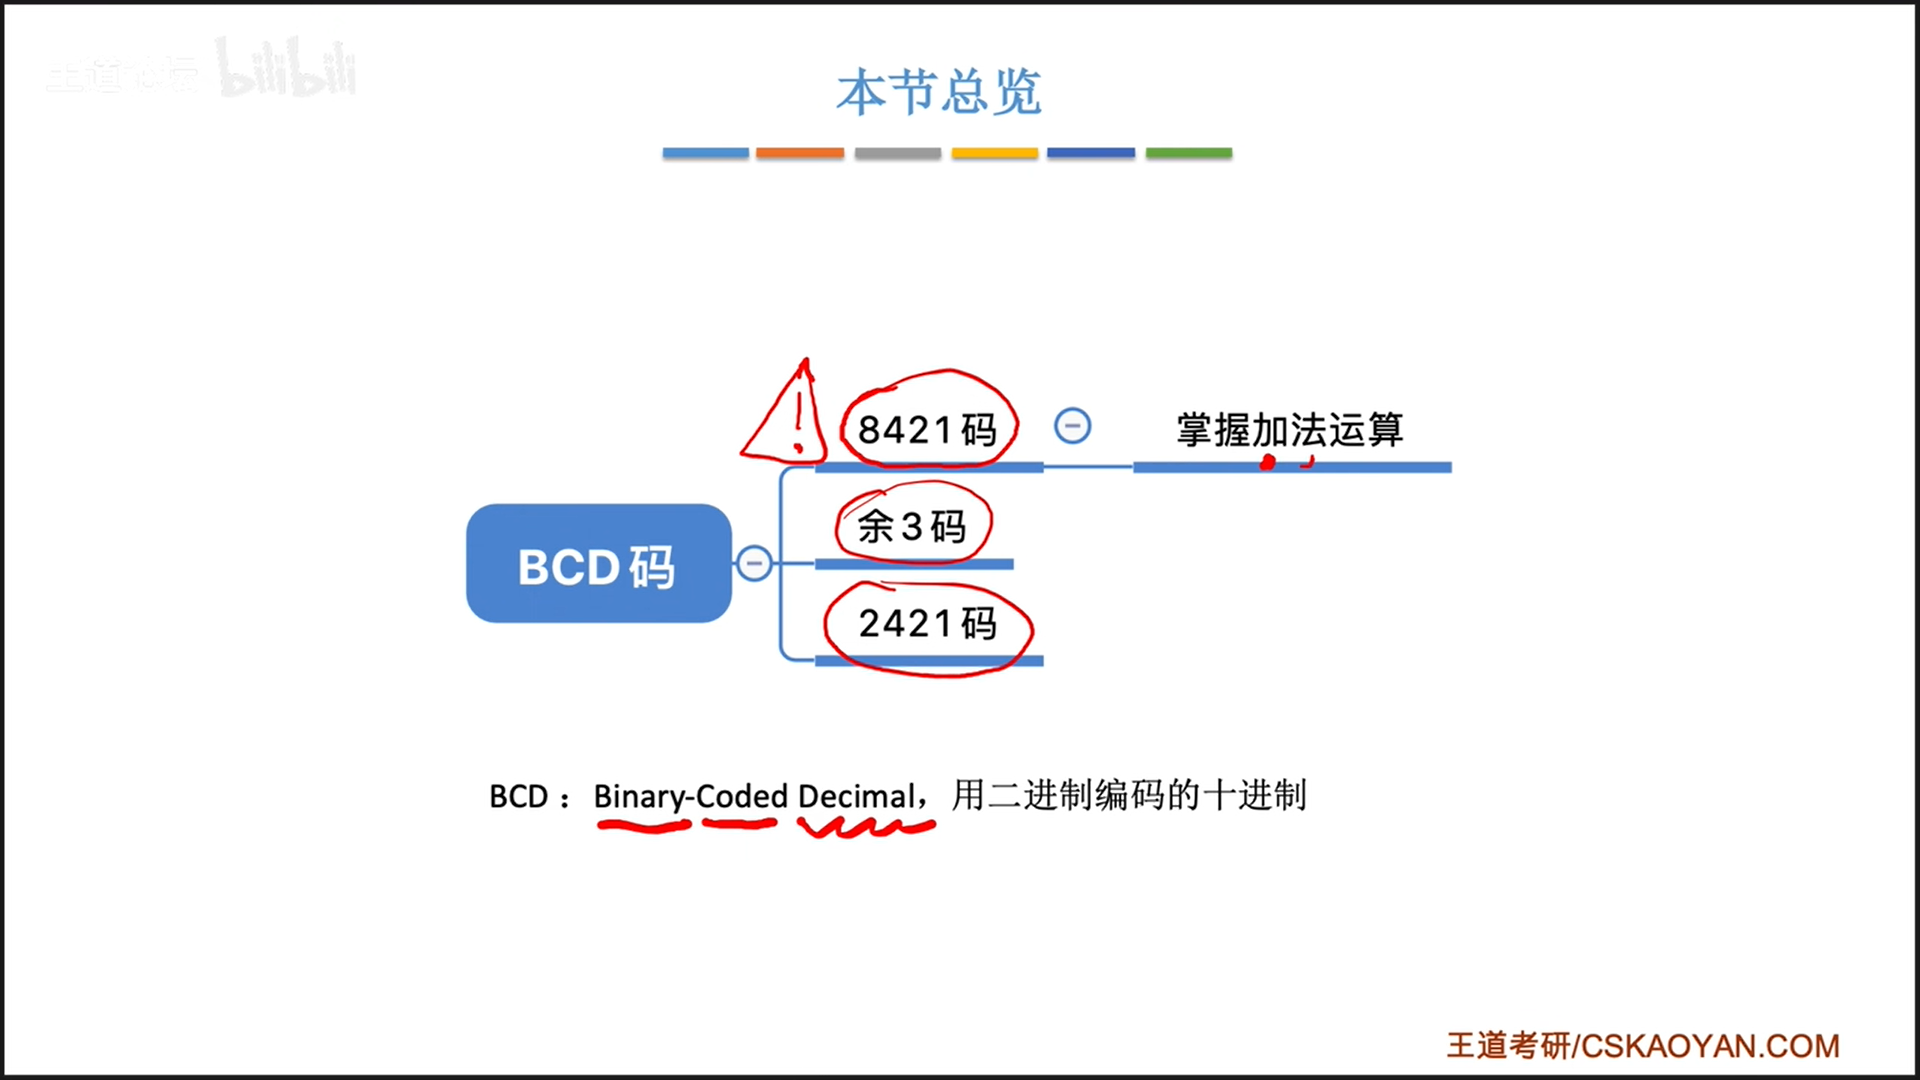 王道论坛 bilibili
本节总览
8421码
掌握加法运算
余3码
BCD码
2421码
BCD：Binary-Coded Decimal，用二进制编码的十进制
王道考研/CSKAOYAN.COM